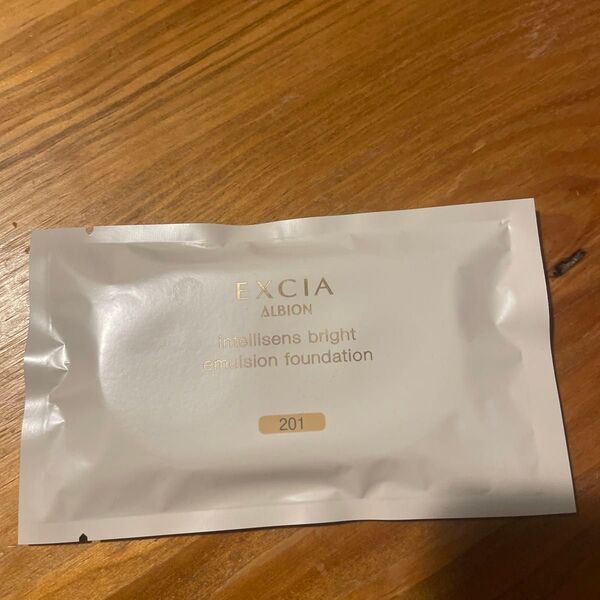 EXCIA
ALBION
intellisens bright
emulsion foundation
201